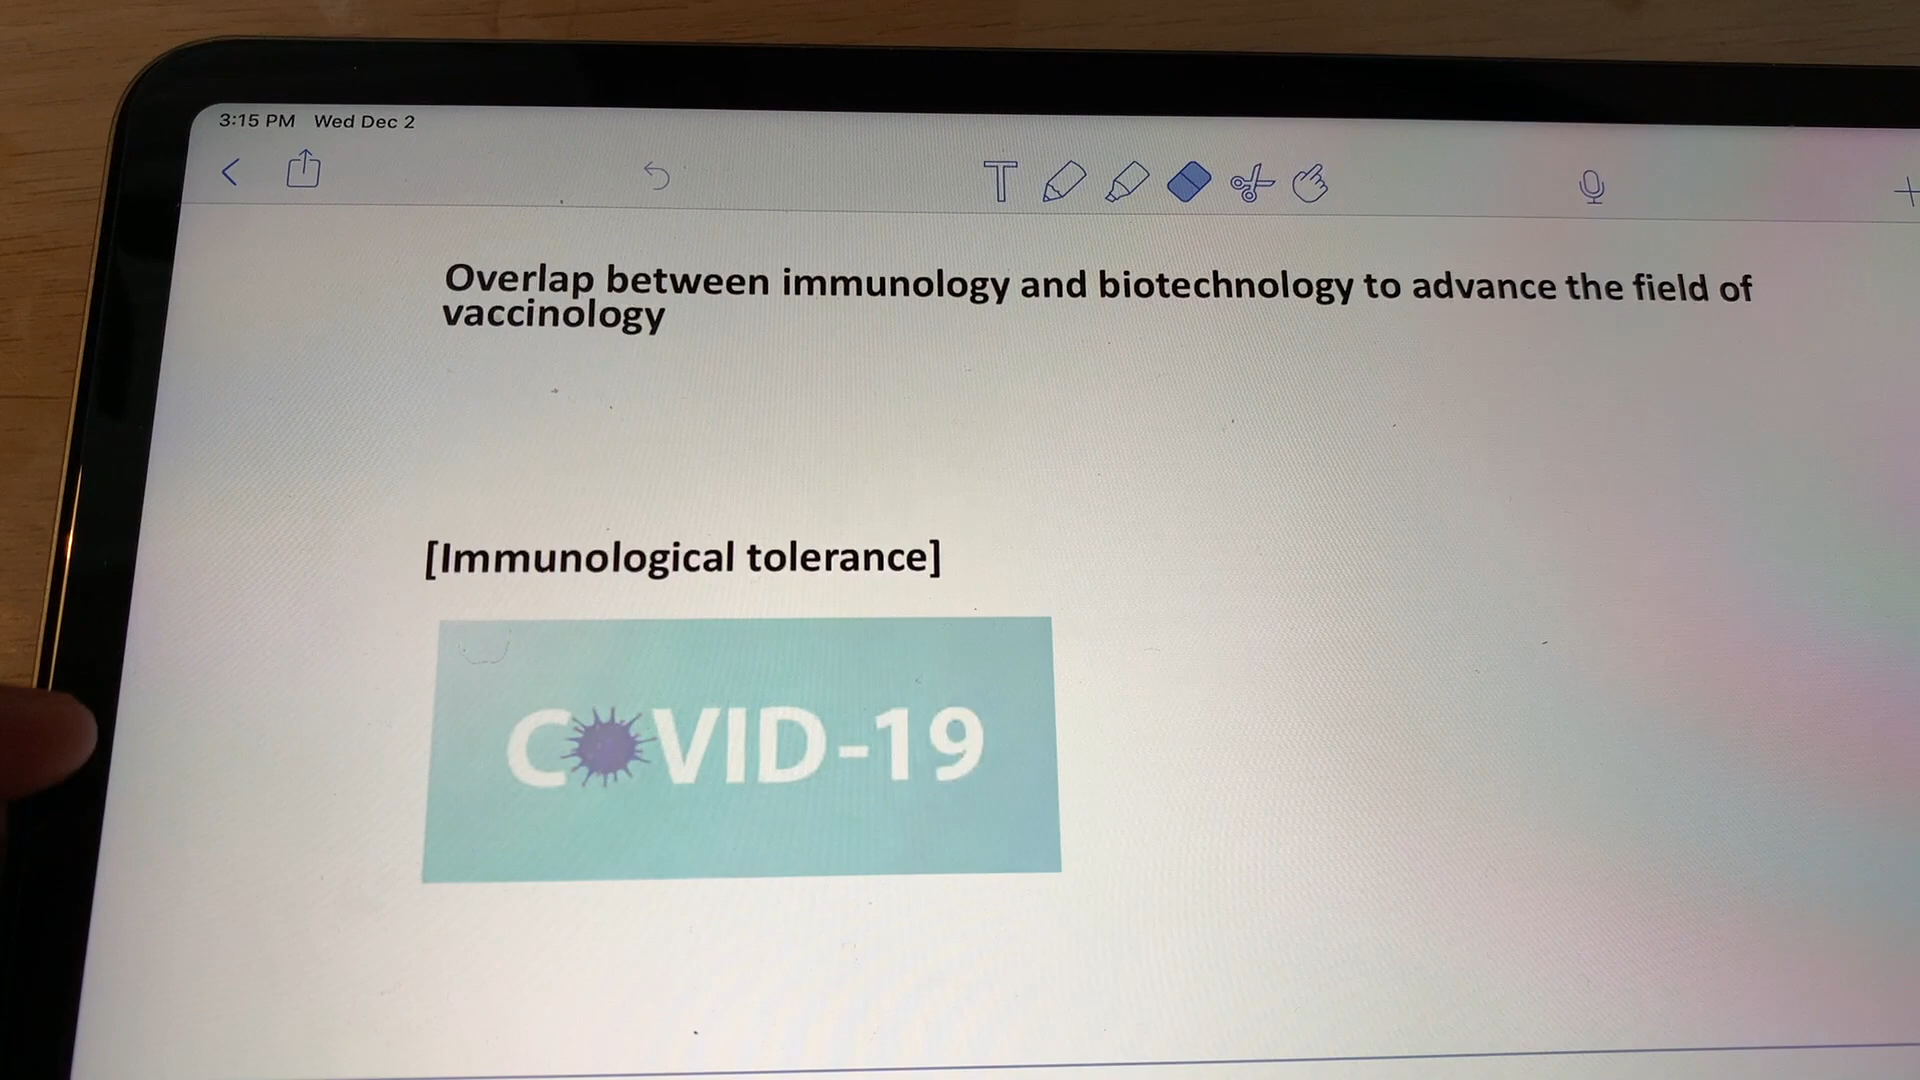 3:15 PM Wed Dec 2
Overlap between immunology and biotechnology to advance the field of
vaccinology
[Immunological tolerance]
COVID-19